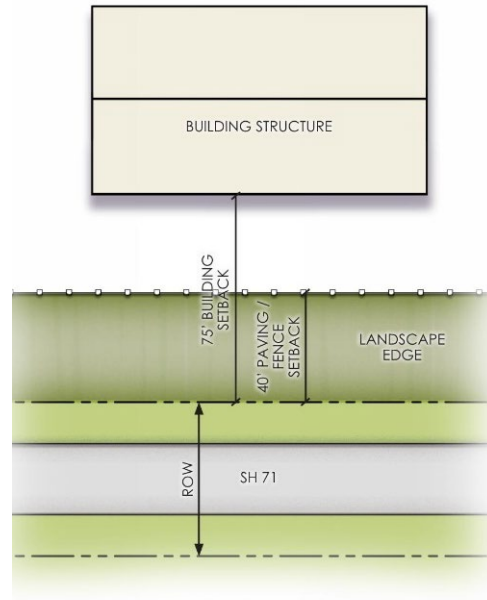 BUILDING STRUCTURE
75' BUILDING
SETBACK
40' PAVING /
FENCE
SETBACK
LANDSCAPE
EDGE
ROW
SH 71